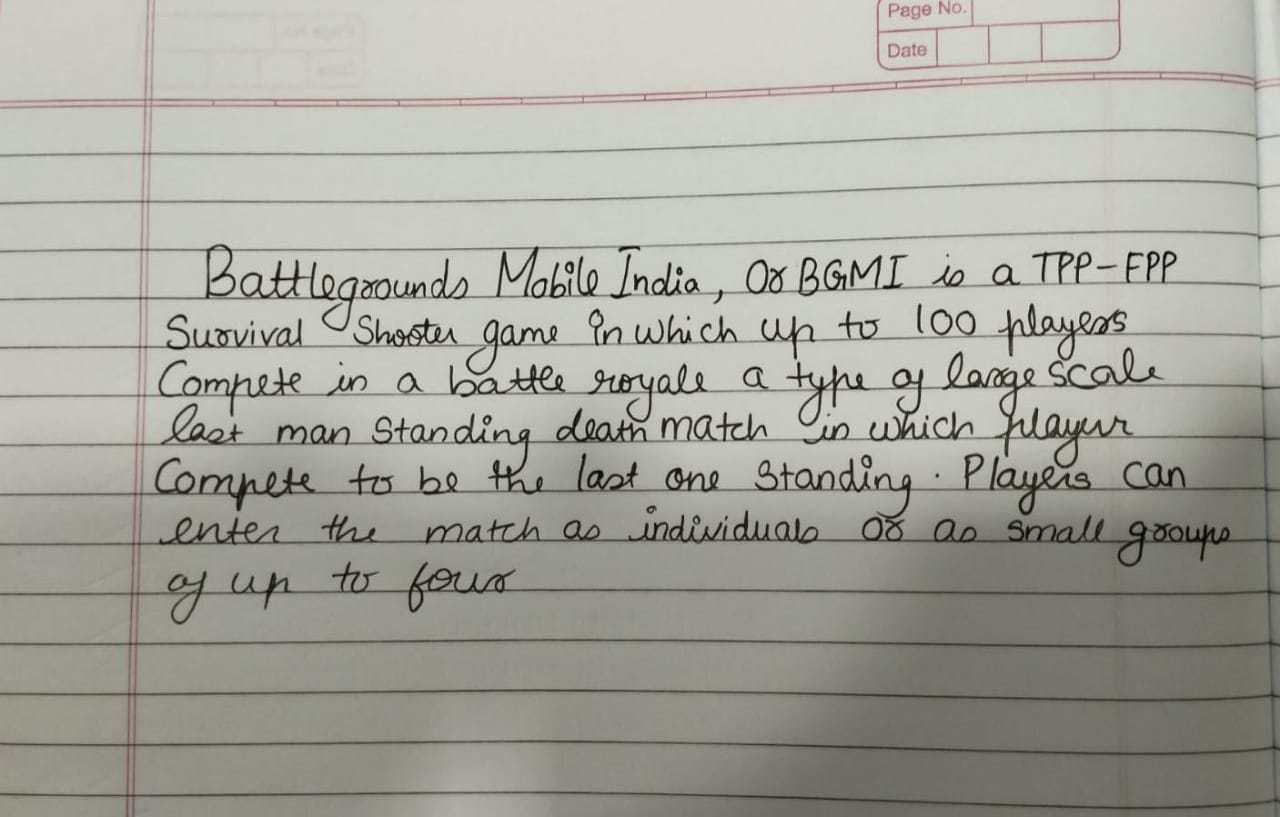 Page No.
Date
Battlegrounds Mobile India, Or BGMI is a TPP-FPP
Survival Shooter game in which up to 100 players
Compete in a battle royale a type of large scale
last man Standing death match in which player
Compete to be the last one Standing. Players can
enter the match as individuals or as small groups
of up to four